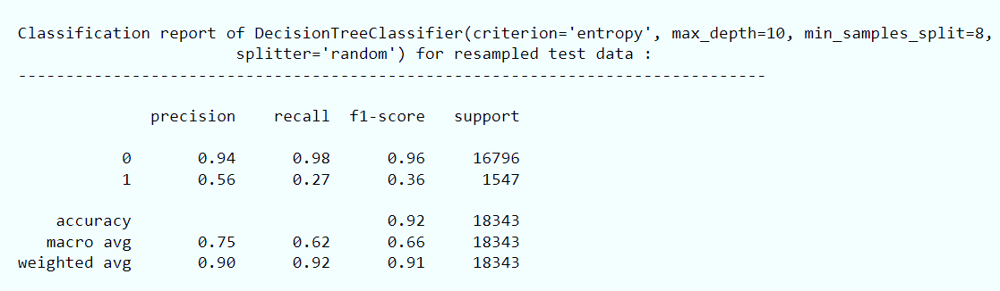 Classification report of DecisionTreeClassifier(criterion='entropy', max_depth=10, min_samples_split=8,
splitter='random') for resampled test data :
-------------------------------------------------------------------------------
precision recall f1-score support
0 0.94 0.98 0.96 16796
1 0.56 0.27 0.36 1547
accuracy 0.92 18343
macro avg 0.75 0.62 0.66 18343
weighted avg 0.90 0.92 0.91 18343